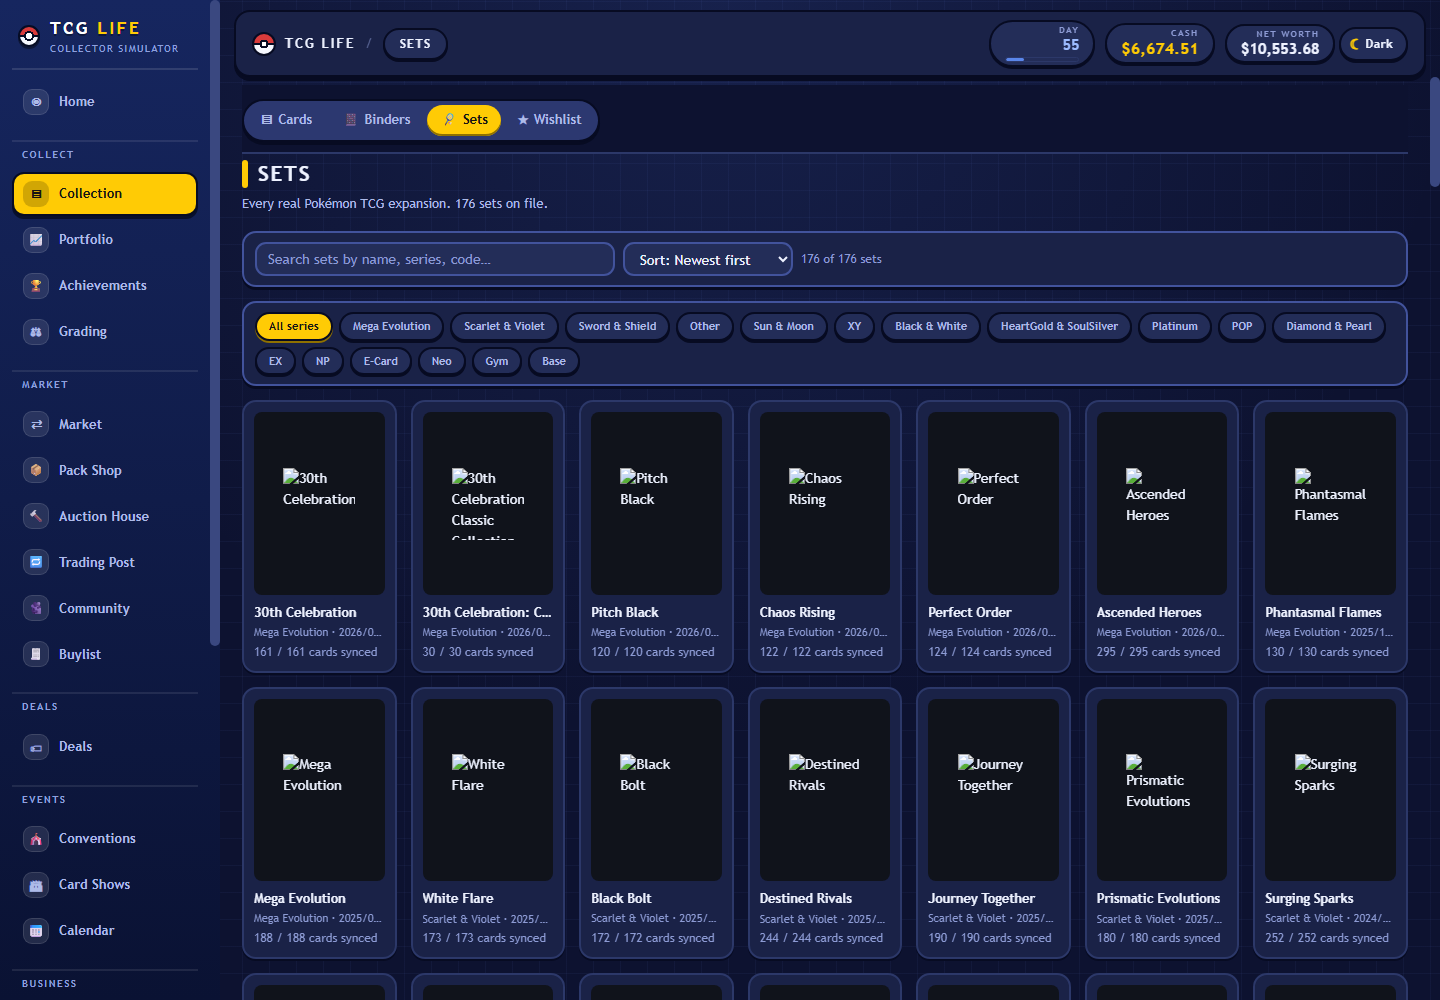 TCG LIFE
COLLECTOR SIMULATOR
Home
COLLECT
Collection
Portfolio
Achievements
Grading
MARKET
Market
Pack Shop
Auction House
Trading Post
Community
Buylist
DEALS
Deals
EVENTS
Conventions
Card Shows
Calendar
BUSINESS
TCG LIFE / SETS
DAY
55
CASH
$6,674.51
NET WORTH
$10,553.68
Dark
Cards Binders Sets Wishlist
SETS
Every real Pokémon TCG expansion. 176 sets on file.
Search sets by name, series, code...
Sort: Newest first
176 of 176 sets
All series Mega Evolution Scarlet & Violet Sword & Shield Other Sun & Moon XY Black & White HeartGold & SoulSilver Platinum POP Diamond & Pearl
EX NP E-Card Neo Gym Base
30th
Celebration
30th
Celebration
Classic
Collection
Pitch
Black
Chaos
Rising
Perfect
Order
Ascended
Heroes
Phantasmal
Flames
30th Celebration
Mega Evolution · 2026/0...
161 / 161 cards synced
30th Celebration: C...
Mega Evolution · 2026/0...
30 / 30 cards synced
Pitch Black
Mega Evolution · 2026/0...
120 / 120 cards synced
Chaos Rising
Mega Evolution · 2026/0...
122 / 122 cards synced
Perfect Order
Mega Evolution · 2026/0...
124 / 124 cards synced
Ascended Heroes
Mega Evolution · 2026/0...
295 / 295 cards synced
Phantasmal Flames
Mega Evolution · 2025/1...
130 / 130 cards synced
Mega
Evolution
White
Flare
Black
Bolt
Destined
Rivals
Journey
Together
Prismatic
Evolutions
Surging
Sparks
Mega Evolution
Mega Evolution · 2025/0...
188 / 188 cards synced
White Flare
Scarlet & Violet · 2025/...
173 / 173 cards synced
Black Bolt
Scarlet & Violet · 2025/...
172 / 172 cards synced
Destined Rivals
Scarlet & Violet · 2025/...
244 / 244 cards synced
Journey Together
Scarlet & Violet · 2025/...
190 / 190 cards synced
Prismatic Evolutions
Scarlet & Violet · 2025/...
180 / 180 cards synced
Surging Sparks
Scarlet & Violet · 2024/...
252 / 252 cards synced